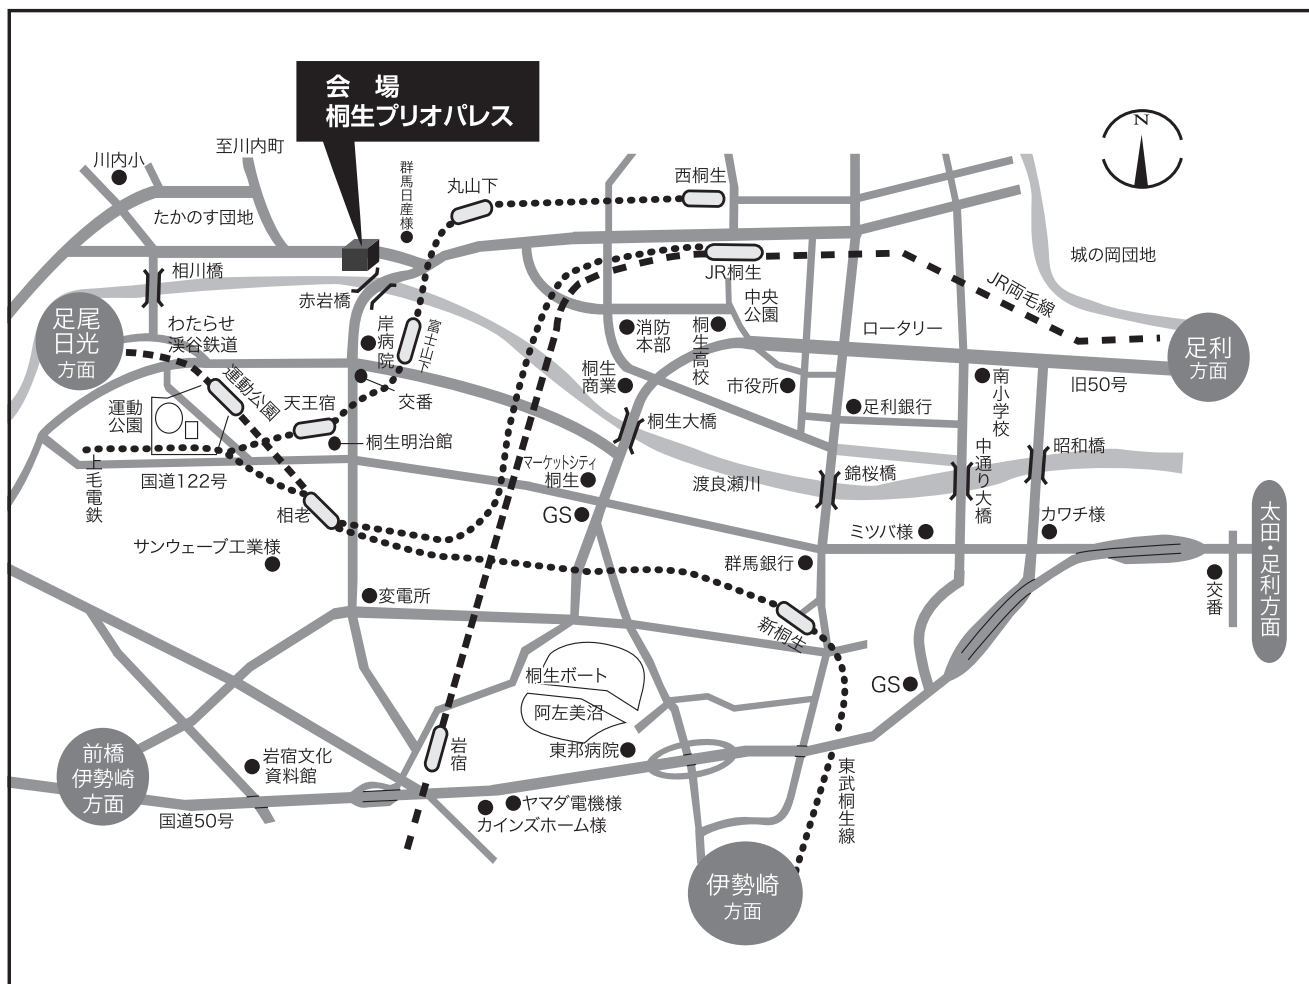 会 場
桐生プリオパレス
N
川内小
至川内町
たかのす団地
群馬日産様
丸山下
西桐生
相川橋
赤岩橋
JR桐生
中央
公園
JR両毛線
城の岡団地
足尾
日光
方面
わたらせ
渓谷鉄道
岸病院
富士山下
消防
本部
桐生高校
ロータリー
足利
方面
運動公園
運動
公園
天王宿
交番
桐生
商業
市役所
足利銀行
南小学校
旧50号
桐生明治館
桐生大橋
上毛電鉄
国道122号
マーケットシティ
桐生
渡良瀬川
錦桜橋
中通り大橋
昭和橋
相老
GS
ミツバ様
カワチ様
太田・足利方面
サンウェーブ工業様
群馬銀行
交番
変電所
新桐生
桐生ボート
阿左美沼
GS
前橋
伊勢崎
方面
岩宿文化
資料館
岩宿
東邦病院
東武桐生線
国道50号
ヤマダ電機様
カインズホーム様
伊勢崎
方面